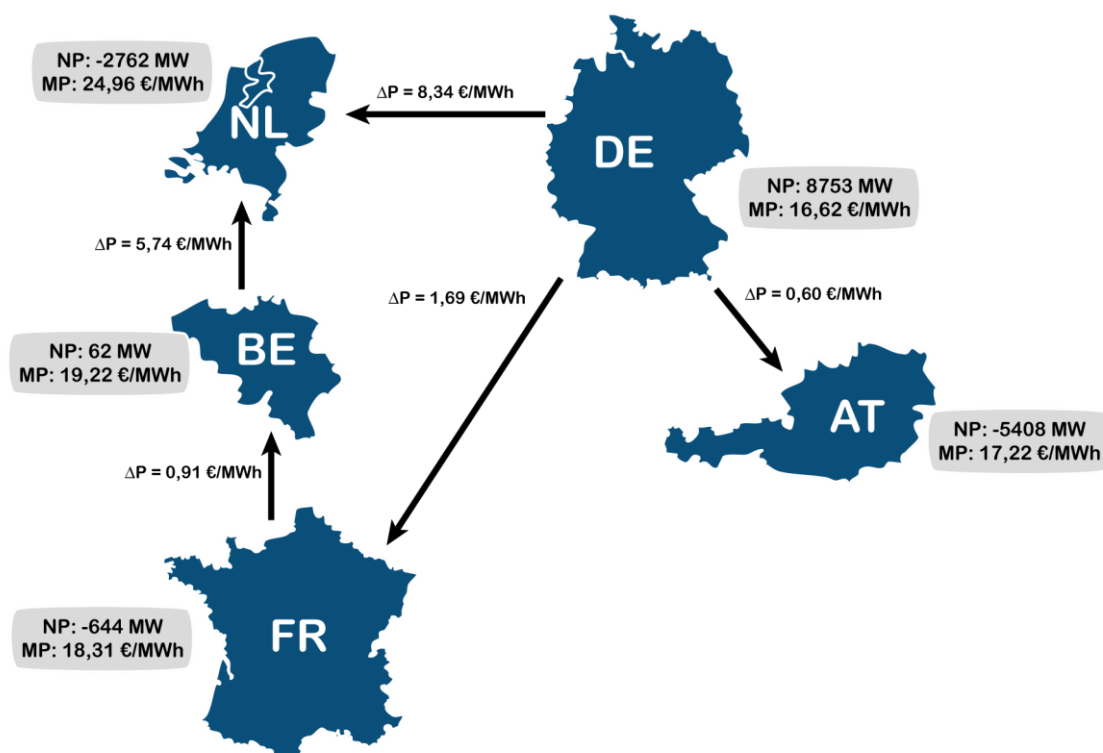 NP: -2762 MW
MP: 24,96 €/MWh
NL
ΔP = 8,34 €/MWh
DE
NP: 8753 MW
MP: 16,62 €/MWh
ΔP = 5,74 €/MWh
ΔP = 1,69 €/MWh
ΔP = 0,60 €/MWh
NP: 62 MW
MP: 19,22 €/MWh
BE
AT
NP: -5408 MW
MP: 17,22 €/MWh
ΔP = 0,91 €/MWh
NP: -644 MW
MP: 18,31 €/MWh
FR